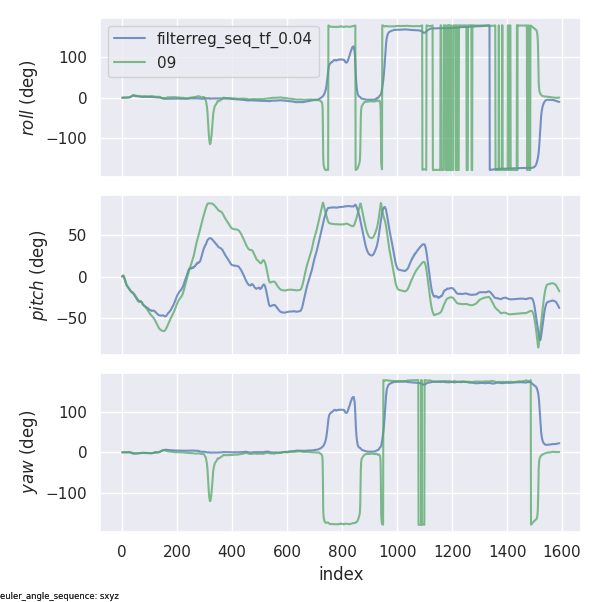 filterreg_seq_tf_0.04
09
roll (deg)
100
0
−100
pitch (deg)
50
0
−50
yaw (deg)
100
0
−100
0 200 400 600 800 1000 1200 1400 1600
index
euler_angle_sequence: sxyz